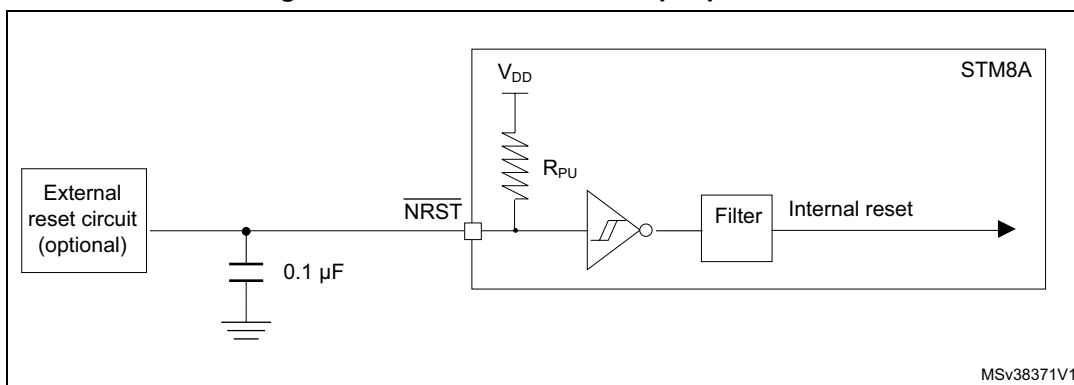 STM8A
V_DD
R_PU
External
reset circuit
(optional)
NRST
Filter
Internal reset
0.1 µF
MSv38371V1